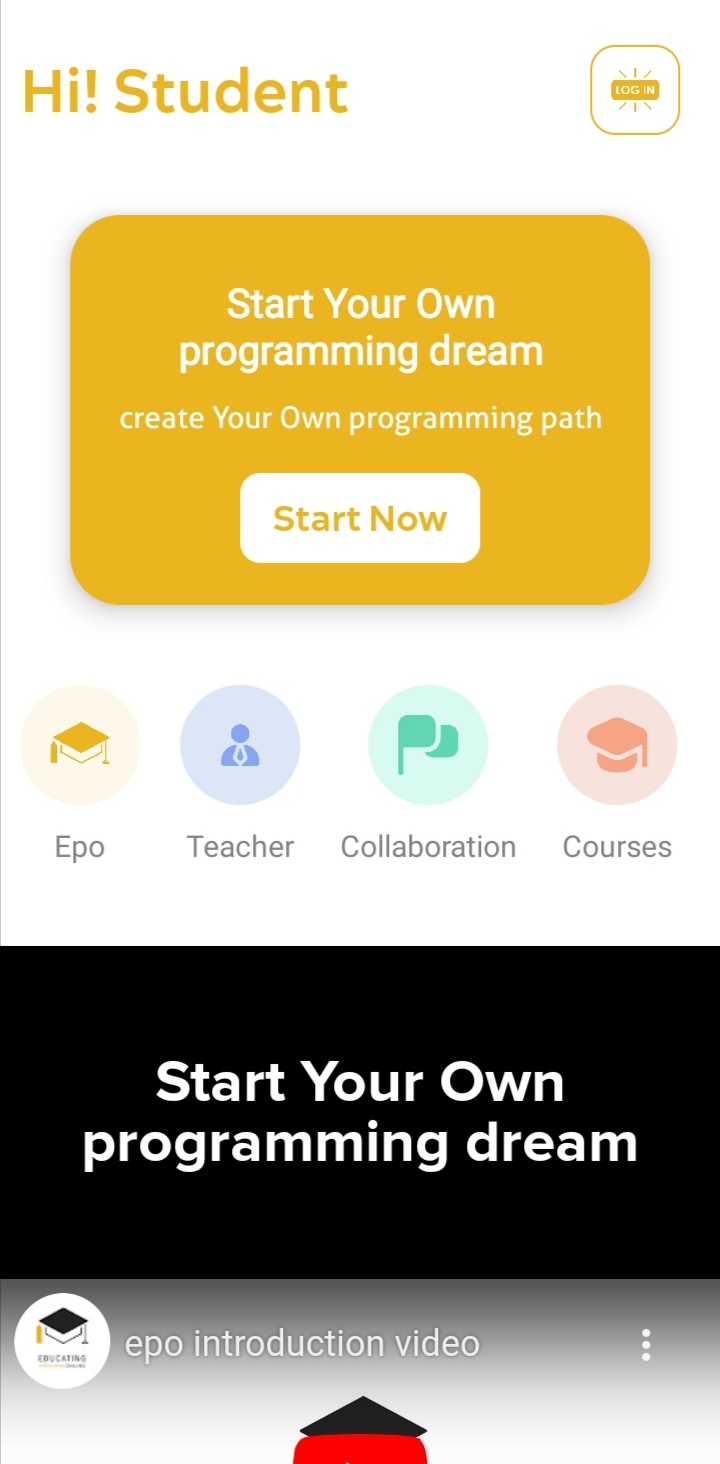 Hi! Student
LOG IN
Start Your Own
programming dream
create Your Own programming path
Start Now
Epo
Teacher
Collaboration
Courses
Start Your Own
programming dream
EDUCATING
epo introduction video